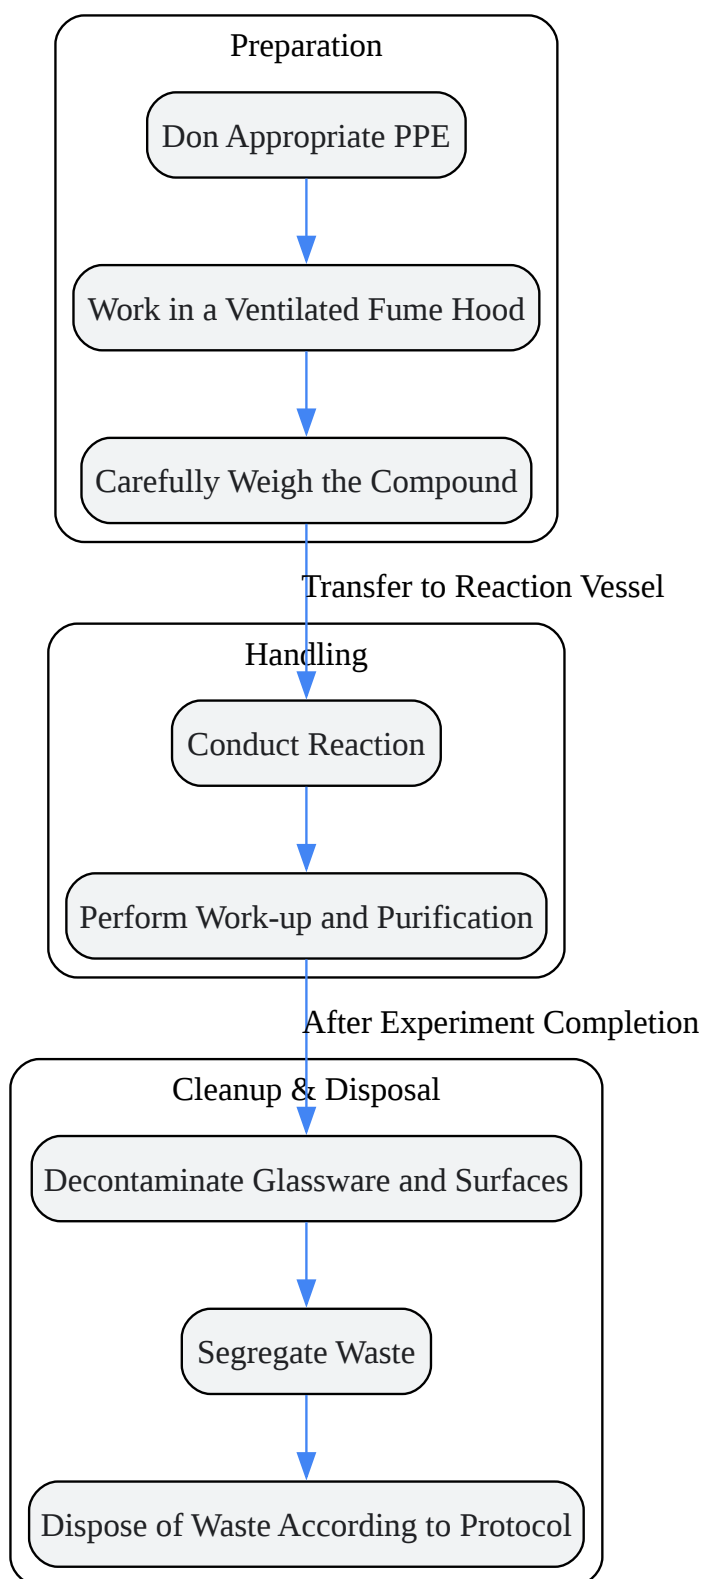 Preparation
Don Appropriate PPE
Work in a Ventilated Fume Hood
Carefully Weigh the Compound
Transfer to Reaction Vessel
Handling
Conduct Reaction
Perform Work-up and Purification
After Experiment Completion
Cleanup & Disposal
Decontaminate Glassware and Surfaces
Segregate Waste
Dispose of Waste According to Protocol